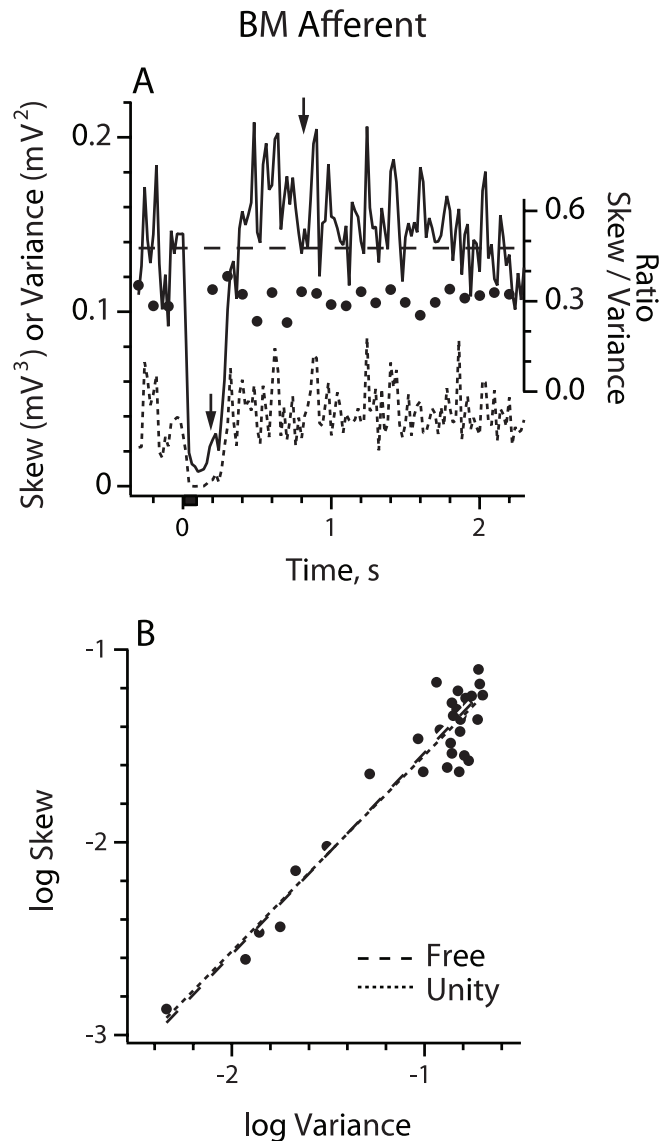 BM Afferent
A
Skew (mV³) or Variance (mV²)
0.2
0.1
0
0.6
0.3
0.0
Ratio
Skew / Variance
0
1
2
Time, s
B
-1
-2
-3
log Skew
Free
Unity
-2
-1
log Variance